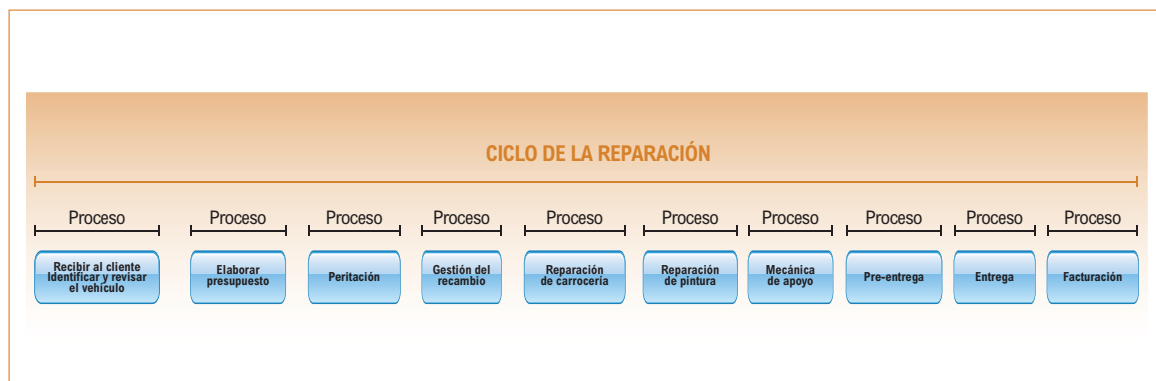 CICLO DE LA REPARACIÓN
Proceso
Proceso
Proceso
Proceso
Proceso
Proceso
Proceso
Proceso
Proceso
Proceso
Recibir al cliente
Identificar y revisar
el vehículo
Elaborar
presupuesto
Peritación
Gestión del
recambio
Reparación
de carrocería
Reparación
de pintura
Mecánica
de apoyo
Pre-entrega
Entrega
Facturación